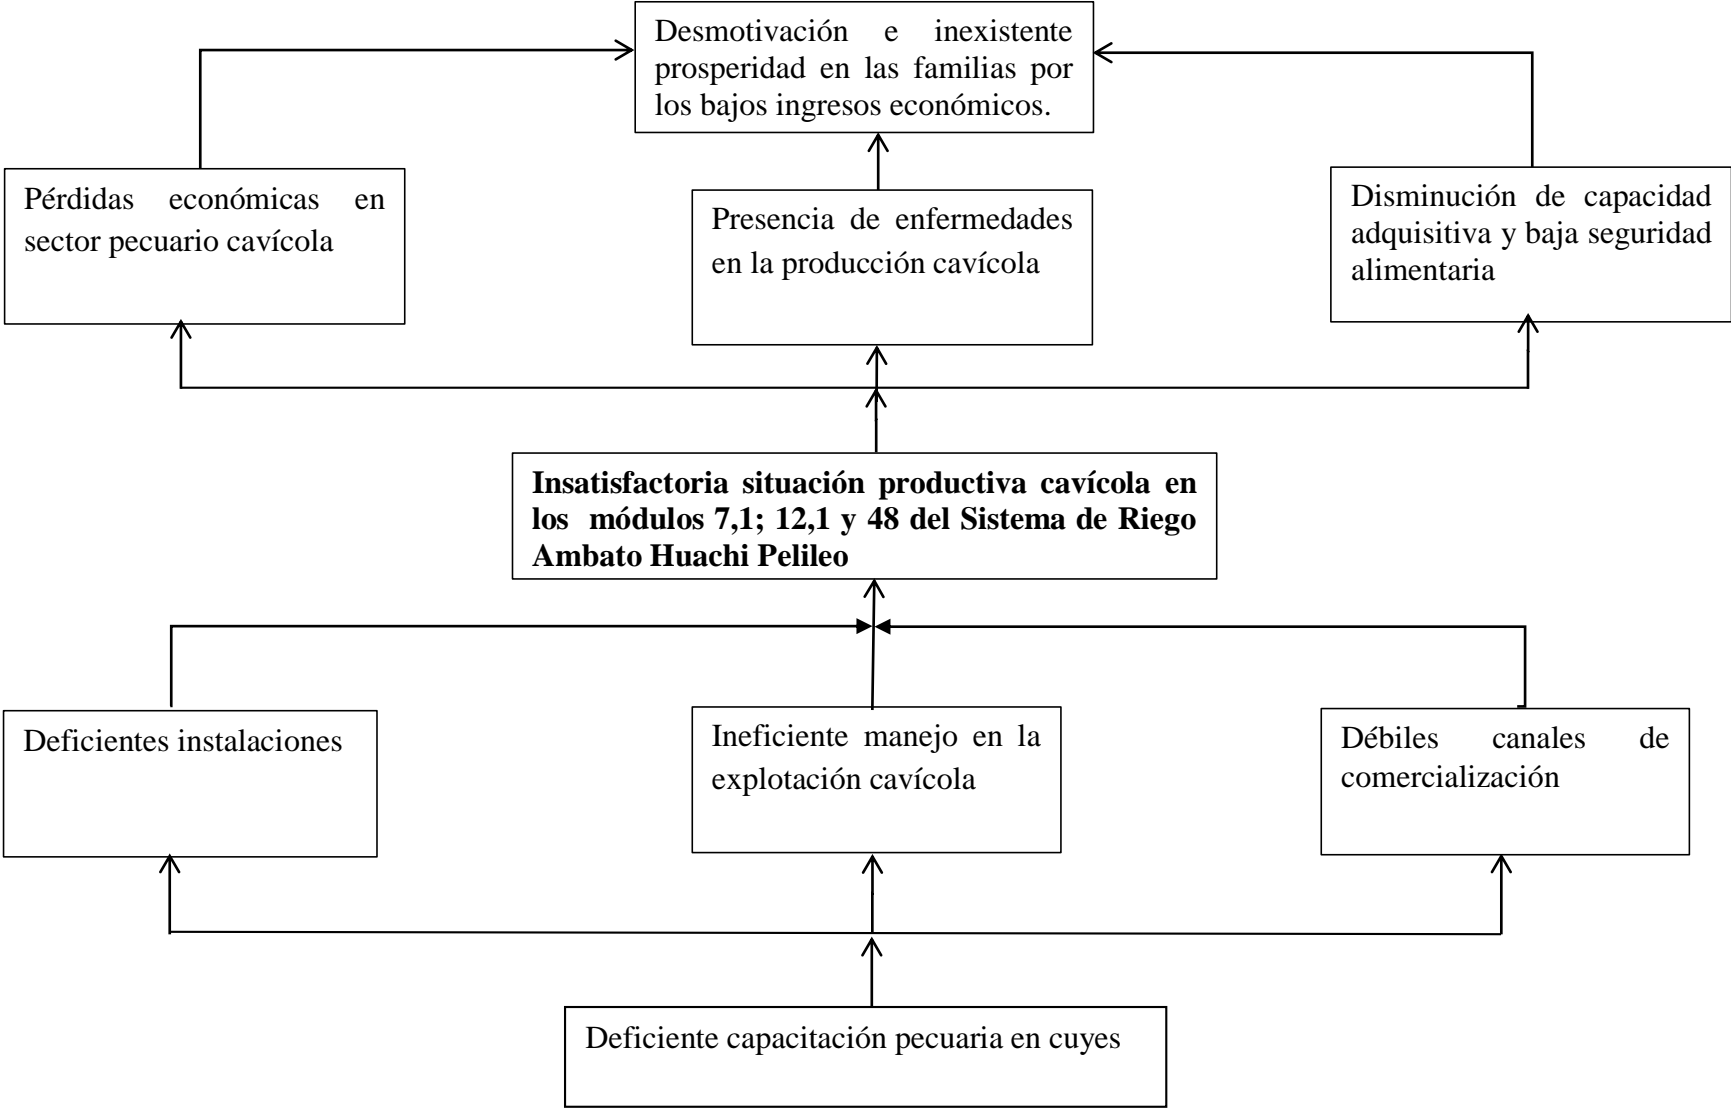 Desmotivación e inexistente
prosperidad en las familias por
los bajos ingresos económicos.
Pérdidas económicas en
sector pecuario cavícola
Presencia de enfermedades
en la producción cavícola
Disminución de capacidad
adquisitiva y baja seguridad
alimentaria
Insatisfactoria situación productiva cavícola en
los módulos 7,1; 12,1 y 48 del Sistema de Riego
Ambato Huachi Pelileo
Deficientes instalaciones
Ineficiente manejo en la
explotación cavícola
Débiles canales de
comercialización
Deficiente capacitación pecuaria en cuyes